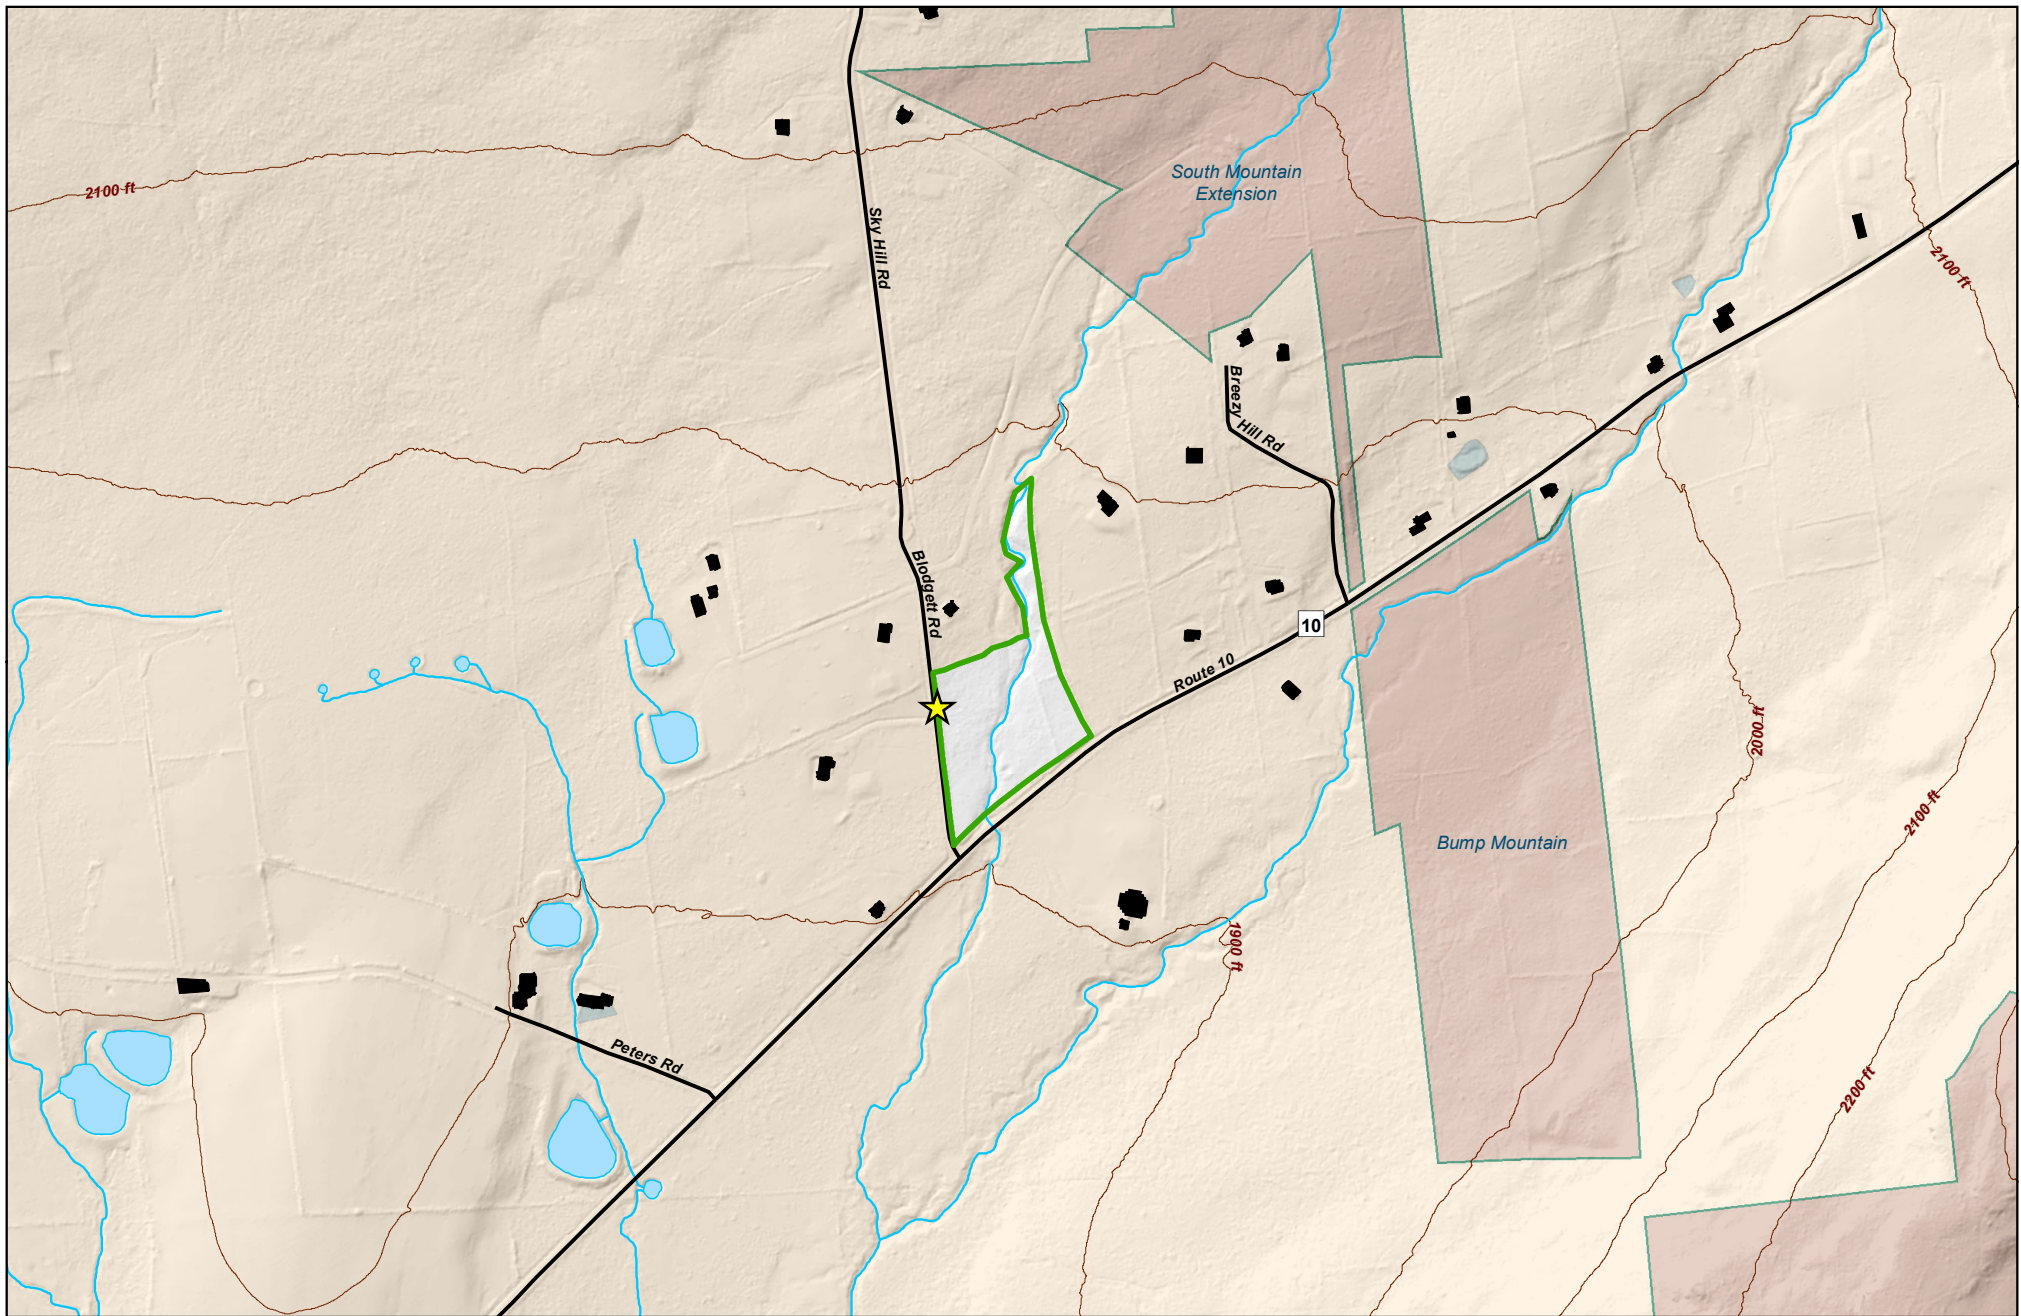 South Mountain
Extension
2100 ft
Sky Hill Rd
2100 ft
Breezy Hill Rd
Blodgett Rd
10
Route 10
2000 ft
2100 ft
Bump Mountain
1900 ft
Peters Rd
2200 ft